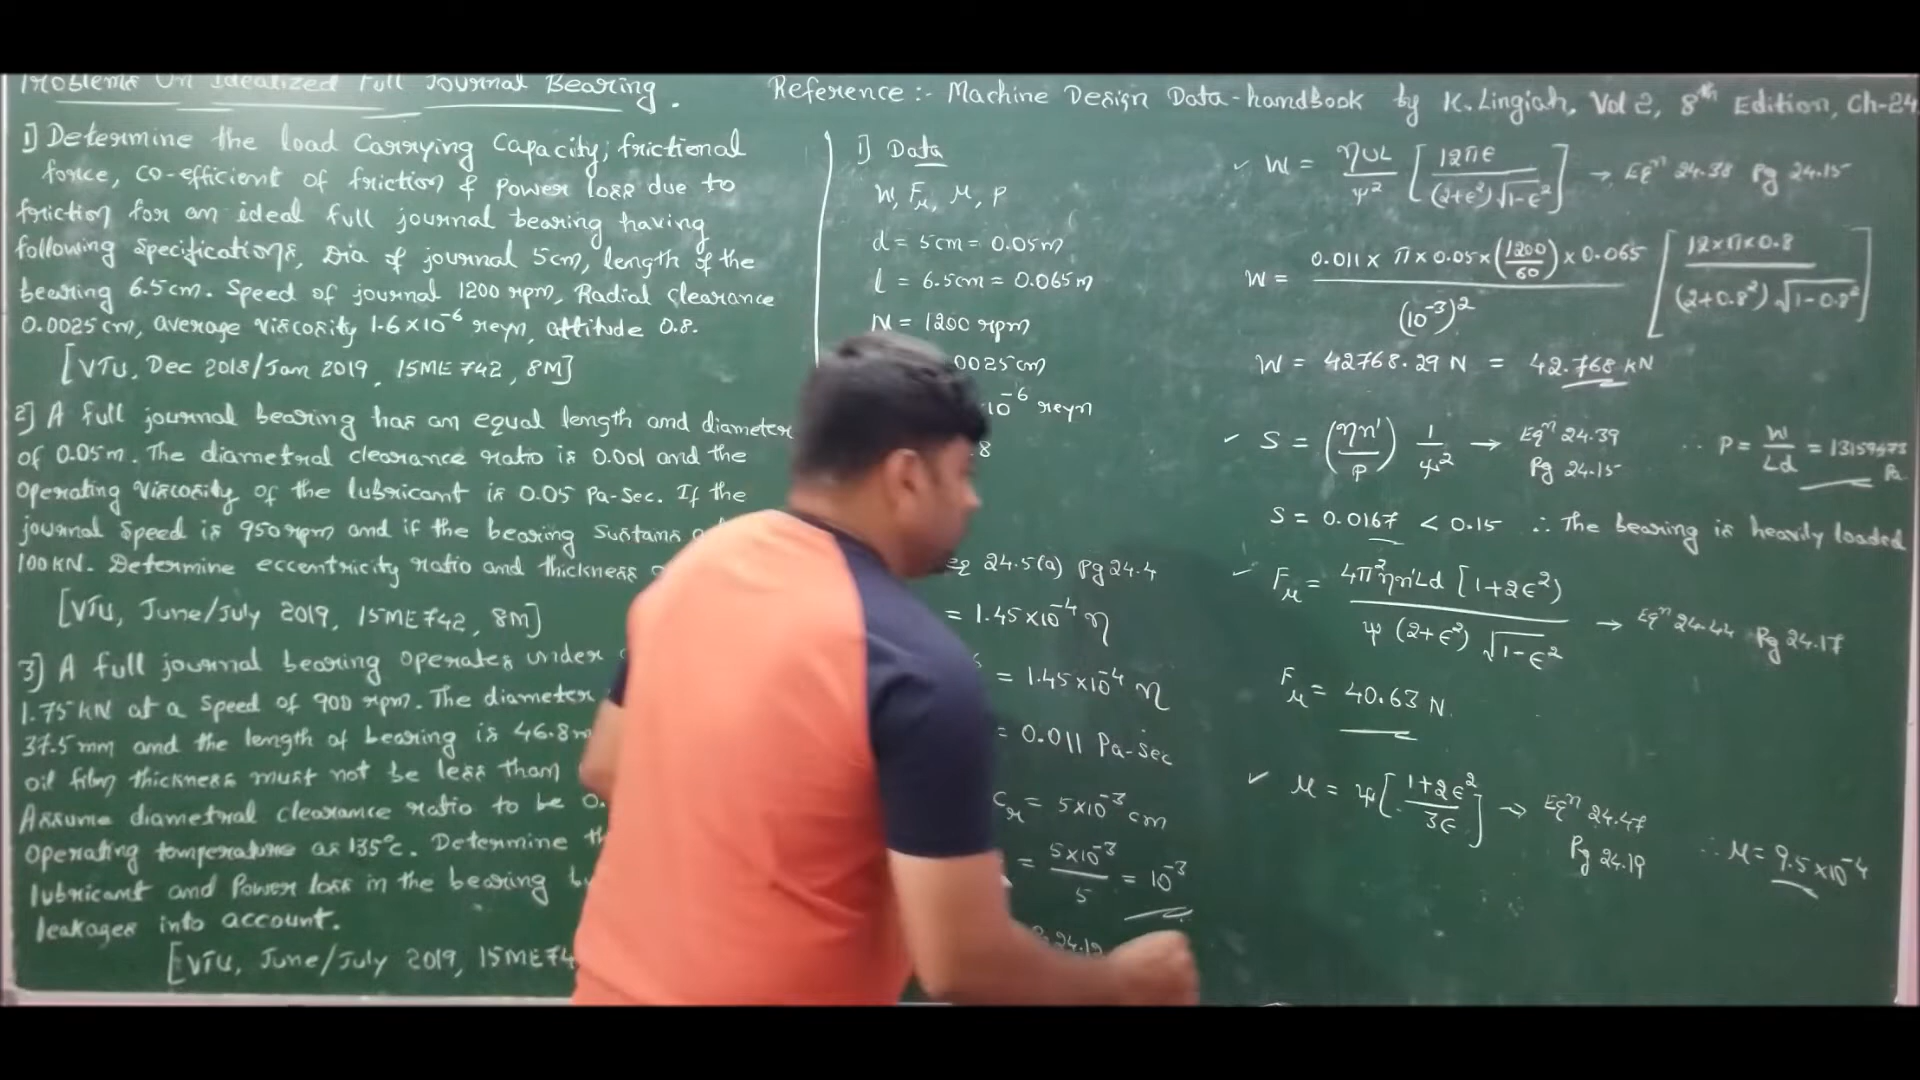 Problems On Idealized Full Journal Bearing.
Reference:- Machine Design Data-handbook by K. Lingiah, Vol 2, 8th Edition, Ch-24
1] Determine the load Carrying Capacity, frictional
force, co-efficient of friction & power loss due to
friction for an ideal full journal bearing having
following Specifications, Dia of journal 5cm, length of the
bearing 6.5cm. Speed of journal 1200 rpm, Radial Clearance
0.0025 cm, average viscosity 1.6×10⁻⁶ reyn, attitude 0.8.
[VTU, Dec 2018/Jan 2019, 15ME742, 8M]
2] A full journal bearing has an equal length and diameter
of 0.05m. The diametral clearance ratio is 0.001 and the
Operating Viscosity of the lubricant is 0.05 Pa-Sec. If the
journal Speed is 950 rpm and if the bearing Sustains a
100 KN. Determine eccentricity ratio and thickness
[VTU, June/July 2019, 15ME742, 8M]
3] A full journal bearing Operates under
1.75 KN at a Speed of 900 rpm. The diameter
37.5 mm and the length of bearing is 46.8
oil film thickness must not be less than
Assume diametral clearance ratio to be 0.
Operating temperature as 135°c. Determine the
lubricant and Power loss in the bearing
leakages into account.
[VTU, June/July 2019, 15ME74
1] Data
W, Fμ, μ, P
d = 5cm = 0.05m
l = 6.5cm = 0.065m
N = 1200 rpm
0025cm
10⁻⁶ reyn
.8
Eq 24.5(a) Pg 24.4
= 1.45×10⁻⁴ η
= 1.45×10⁻⁴ η
= 0.011 Pa-sec
= 5×10⁻³ cm
= 5×10⁻³/5 = 10⁻³
Pg 24.19
✓ W = ηUL/ψ² [12πε/(2+ε²)√1-ε²] → Eqⁿ 24.38 Pg 24.15
W = 0.011 × π×0.05×(1200/60)×0.065/(10⁻³)² [12×π×0.8/(2+0.8²)√1-0.8²]
W = 42768.29 N = 42.768 kN
✓ S = (ηn'/P) 1/ψ² → Eqⁿ 24.39 Pg 24.15 ∴ P = W/Ld = 13159473 Pa
S = 0.0167 < 0.15 ∴ The bearing is heavily loaded
✓ Fμ = 4π²ηn'Ld [1+2ε²]/ψ (2+ε²) √1-ε² → Eqⁿ 24.44 Pg 24.17
Fμ = 40.63 N
✓ μ = ψ[1+2ε²/3ε] → Eqⁿ 24.47 Pg 24.19 ∴ μ = 9.5×10⁻⁴